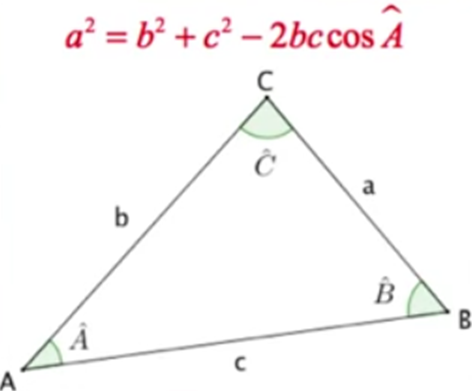 a² = b² + c² − 2bc cos Â
C
Ĉ
a
b
B̂
B
Â
c
A